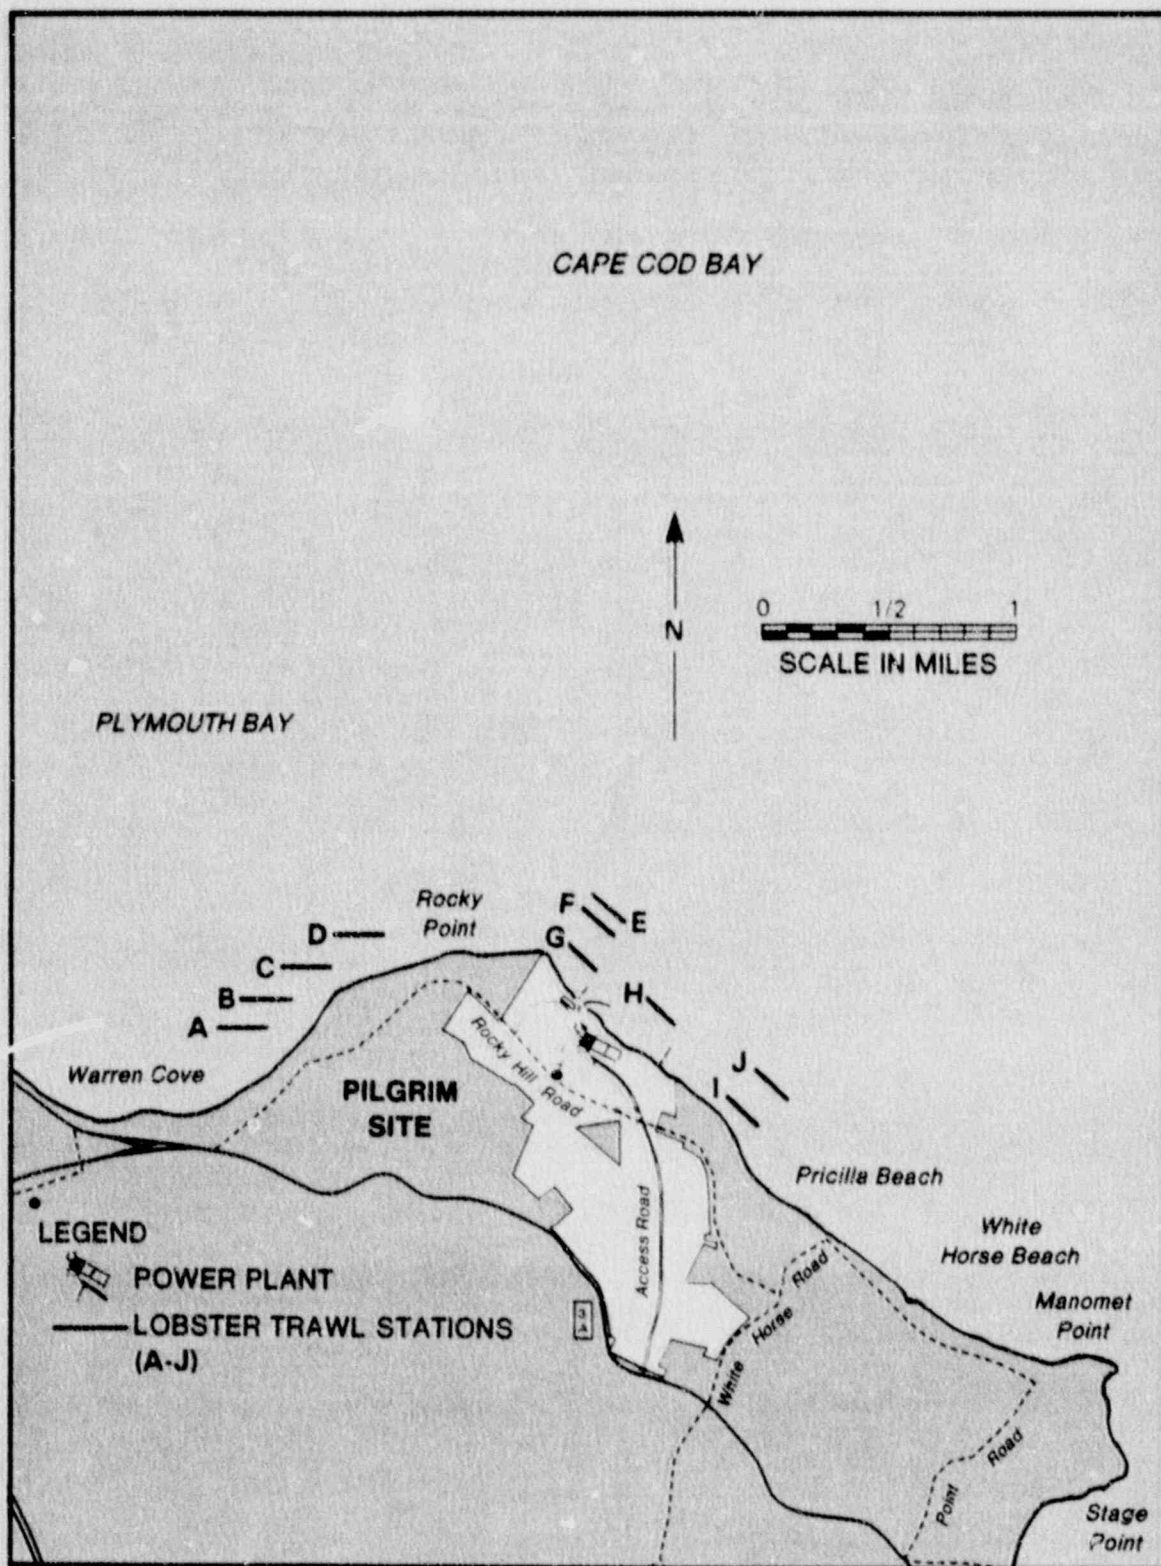 CAPE COD BAY
0 1/2 1
N
SCALE IN MILES
PLYMOUTH BAY
Rocky
Point
F
E
D
G
C
H
B
A
Warren Cove
Rocky Hill Road
J
I
PILGRIM
SITE
Pricilla Beach
Access Road
White
Horse Beach
LEGEND
POWER PLANT
LOBSTER TRAWL STATIONS
(A-J)
Manomet
Point
White Horse Road
Point Road
Stage
Point